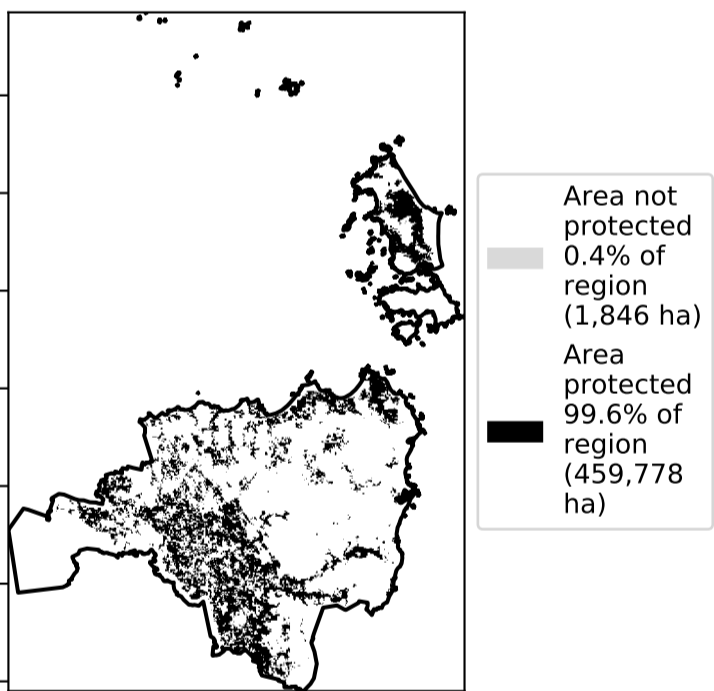 Area not
protected
0.4% of
region
(1,846 ha)
Area
protected
99.6% of
region
(459,778
ha)